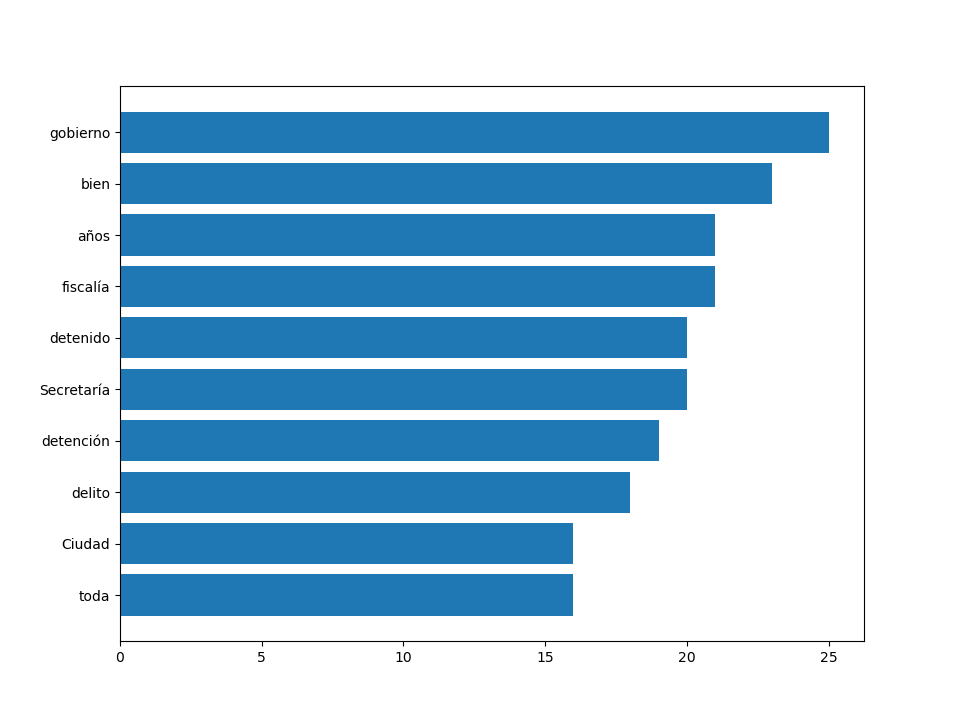 gobierno
bien
años
fiscalía
detenido
Secretaría
detención
delito
Ciudad
toda
0 5 10 15 20 25